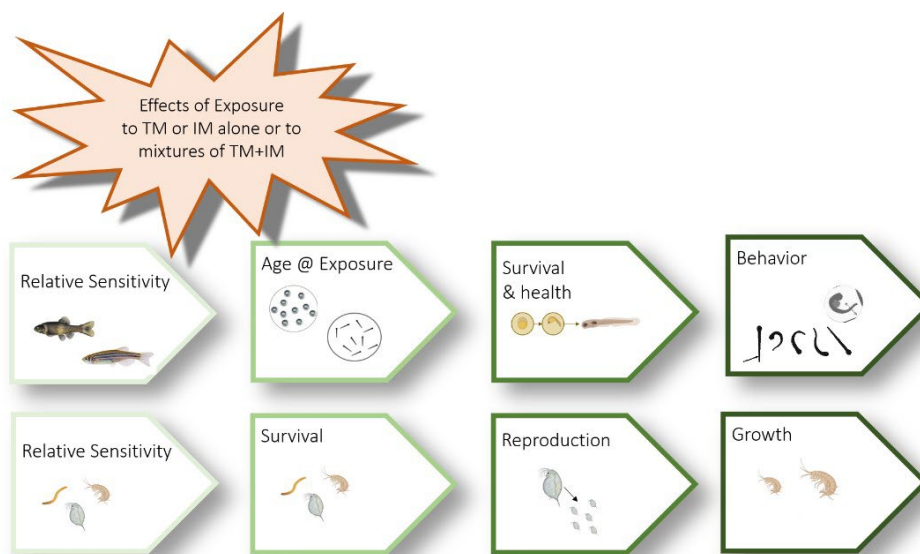 Effects of Exposure
to TM or IM alone or to
mixtures of TM+IM
Relative Sensitivity
Age @ Exposure
Survival
& health
Behavior
Relative Sensitivity
Survival
Reproduction
Growth